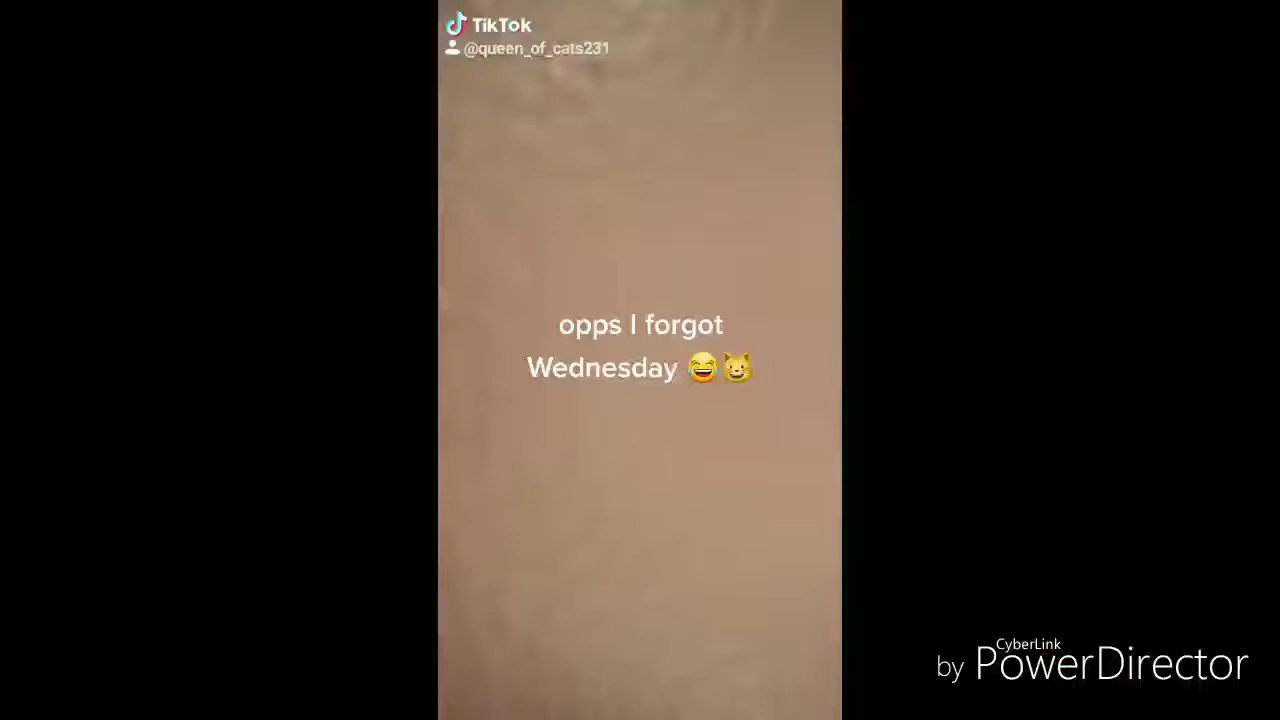 TikTok
@queen_of_cats231
opps I forgot
Wednesday 😂😺
CyberLink
by PowerDirector